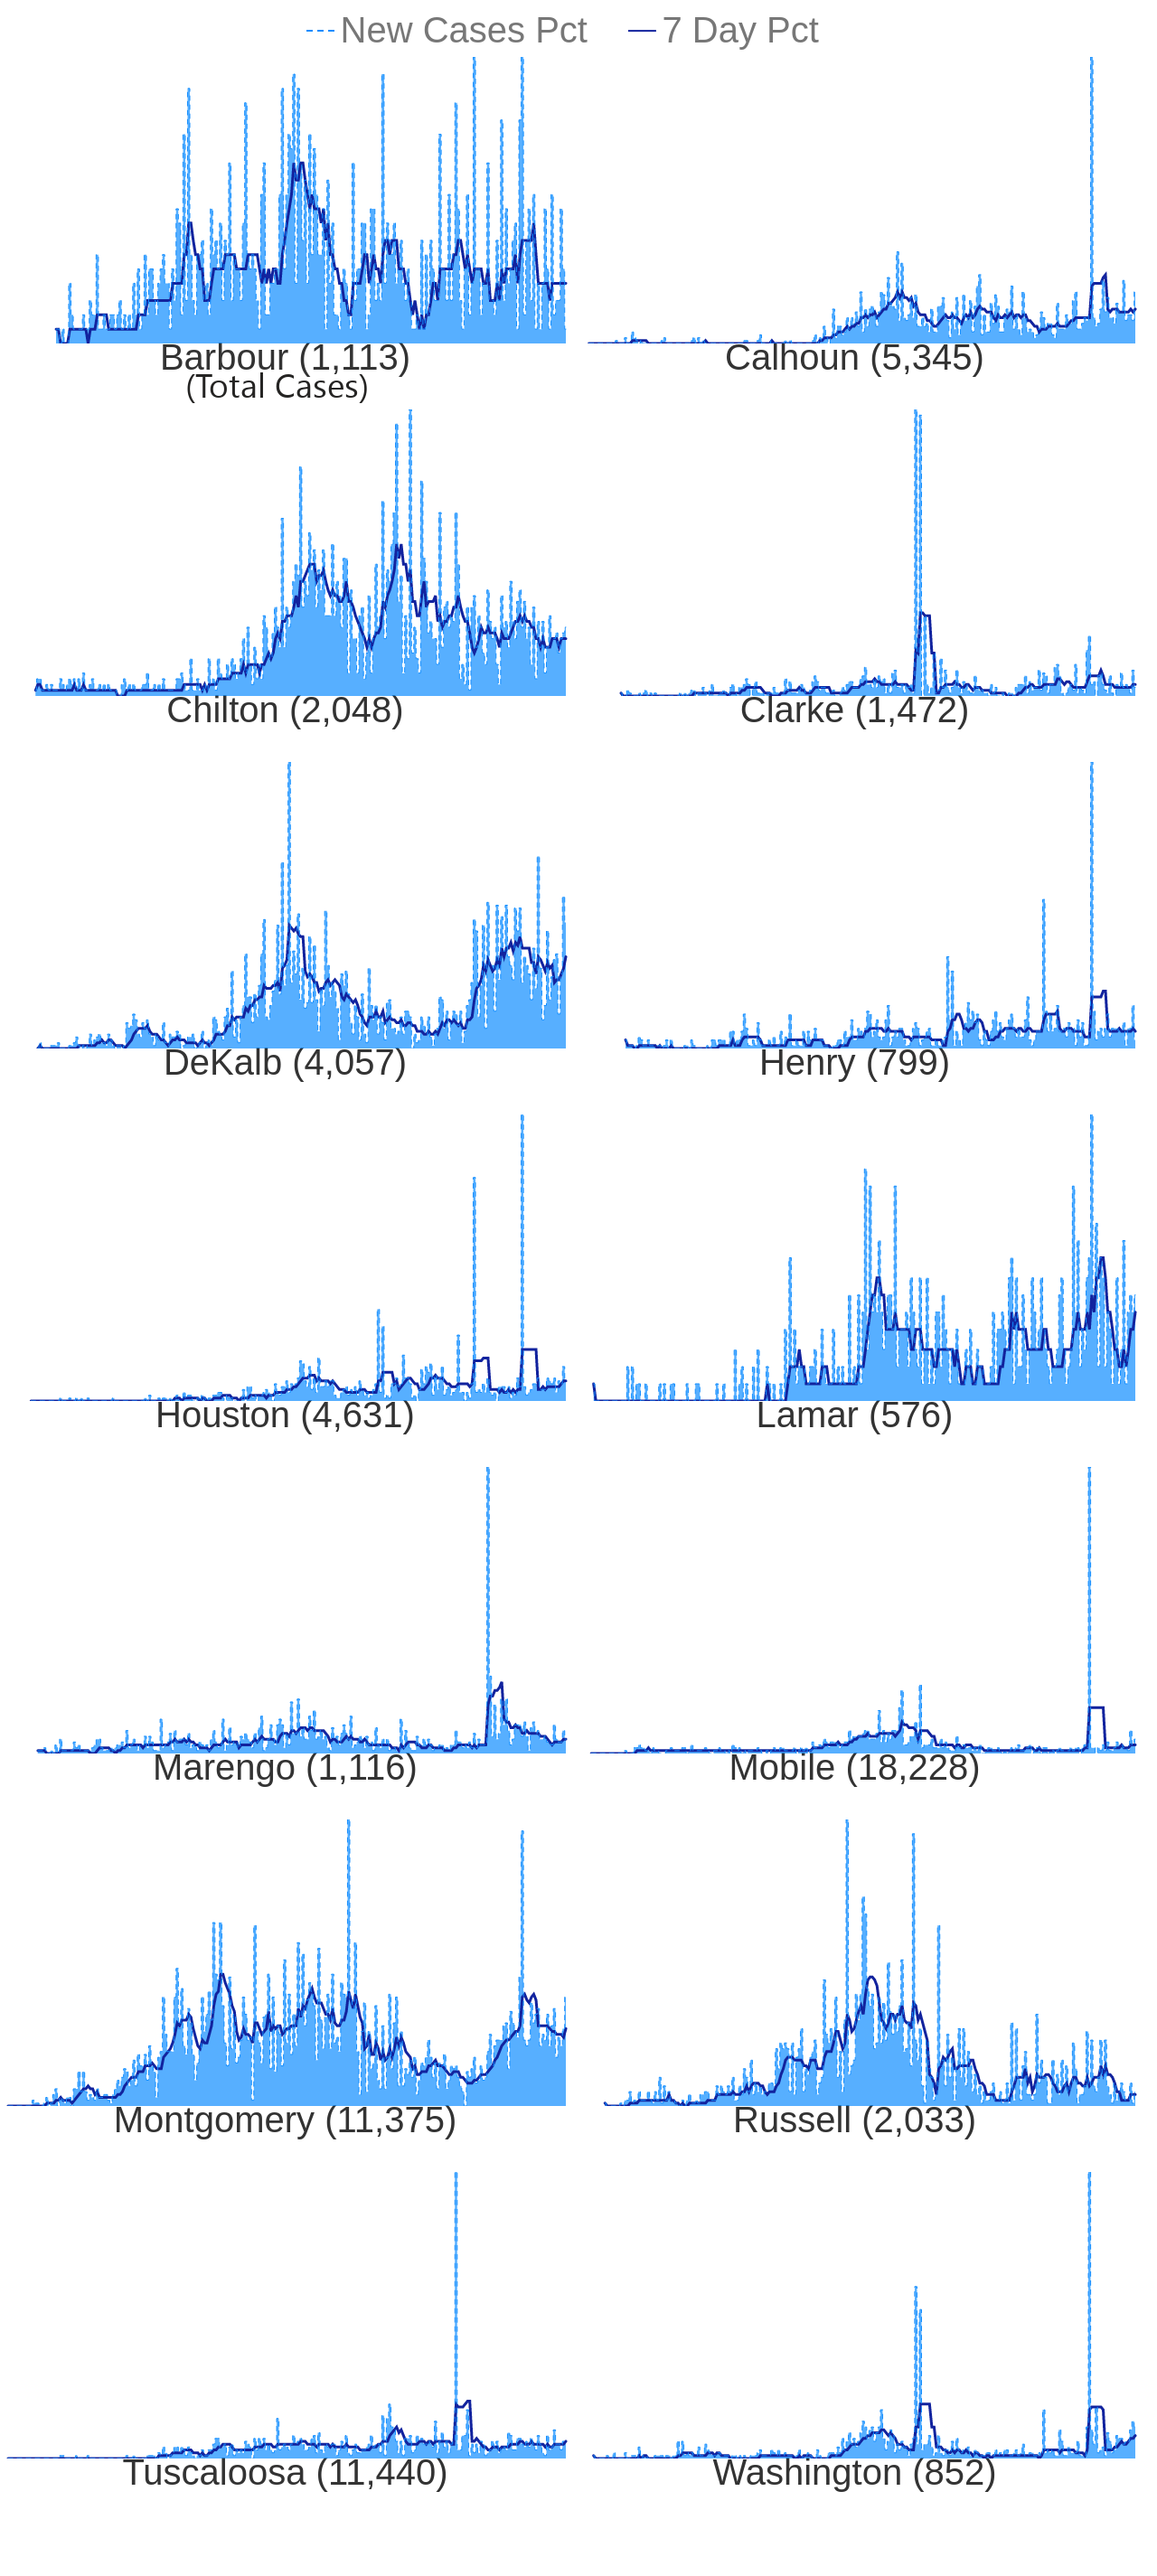 New Cases Pct 7 Day Pct
Barbour (1,113) Calhoun (5,345)
(Total Cases)
Chilton (2,048) Clarke (1,472)
DeKalb (4,057) Henry (799)
Houston (4,631) Lamar (576)
Marengo (1,116) Mobile (18,228)
Montgomery (11,375) Russell (2,033)
Tuscaloosa (11,440) Washington (852)